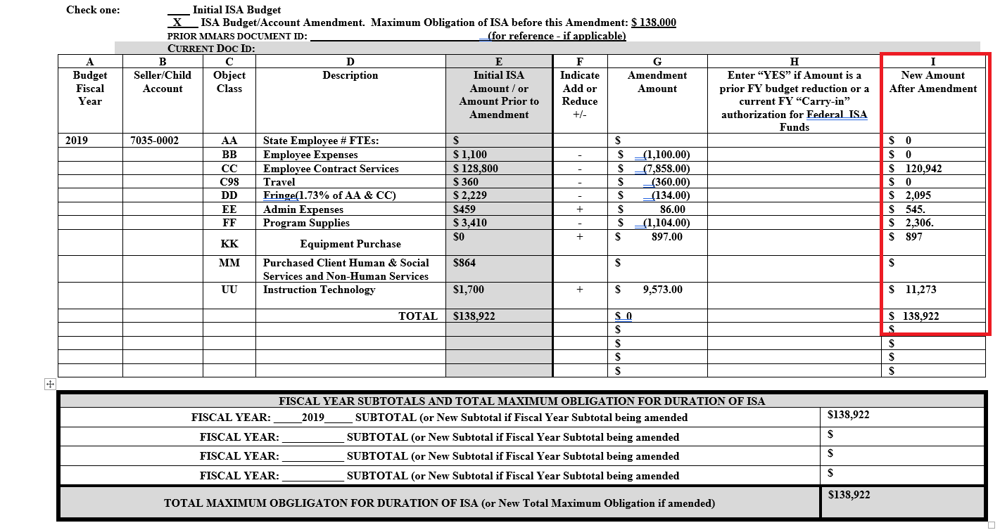 Check one: ____ Initial ISA Budget
__X___ ISA Budget/Account Amendment. Maximum Obligation of ISA before this Amendment: $ 138,000
PRIOR MMARS DOCUMENT ID: ______________________________ (for reference - if applicable)
CURRENT DOC ID:
A B C D E F G H I
Budget Fiscal Year
Seller/Child Account
Object Class
Description
Initial ISA Amount / or Amount Prior to Amendment
Indicate Add or Reduce +/-
Amendment Amount
Enter “YES” if Amount is a prior FY budget reduction or a current FY “Carry-in” authorization for Federal ISA Funds
New Amount After Amendment
2019 7035-0002 AA State Employee # FTEs: $ $ $ 0
BB Employee Expenses $ 1,100 - $ (1,100.00) $ 0
CC Employee Contract Services $ 128,800 - $ (7,858.00) $ 120,942
C98 Travel $ 360 - $ (360.00) $ 0
DD Fringe(1.73% of AA & CC) $ 2,229 - $ (134.00) $ 2,095
EE Admin Expenses $459 + $ 86.00 $ 545.
FF Program Supplies $ 3,410 - $ (1,104.00) $ 2,306.
KK Equipment Purchase $0 + $ 897.00 $ 897
MM Purchased Client Human & Social Services and Non-Human Services $864 $ $
UU Instruction Technology $1,700 + $ 9,573.00 $ 11,273
TOTAL $138,922 $ 0 $ 138,922
$ $
$ $
$ $
$ $
FISCAL YEAR SUBTOTALS AND TOTAL MAXIMUM OBLIGATION FOR DURATION OF ISA
FISCAL YEAR: _____2019_____ SUBTOTAL (or New Subtotal if Fiscal Year Subtotal being amended $138,922
FISCAL YEAR: ___________ SUBTOTAL (or New Subtotal if Fiscal Year Subtotal being amended $
FISCAL YEAR: ___________ SUBTOTAL (or New Subtotal if Fiscal Year Subtotal being amended $
FISCAL YEAR: ___________ SUBTOTAL (or New Subtotal if Fiscal Year Subtotal being amended $
TOTAL MAXIMUM OBGLIGATON FOR DURATION OF ISA (or New Total Maximum Obligation if amended) $138,922